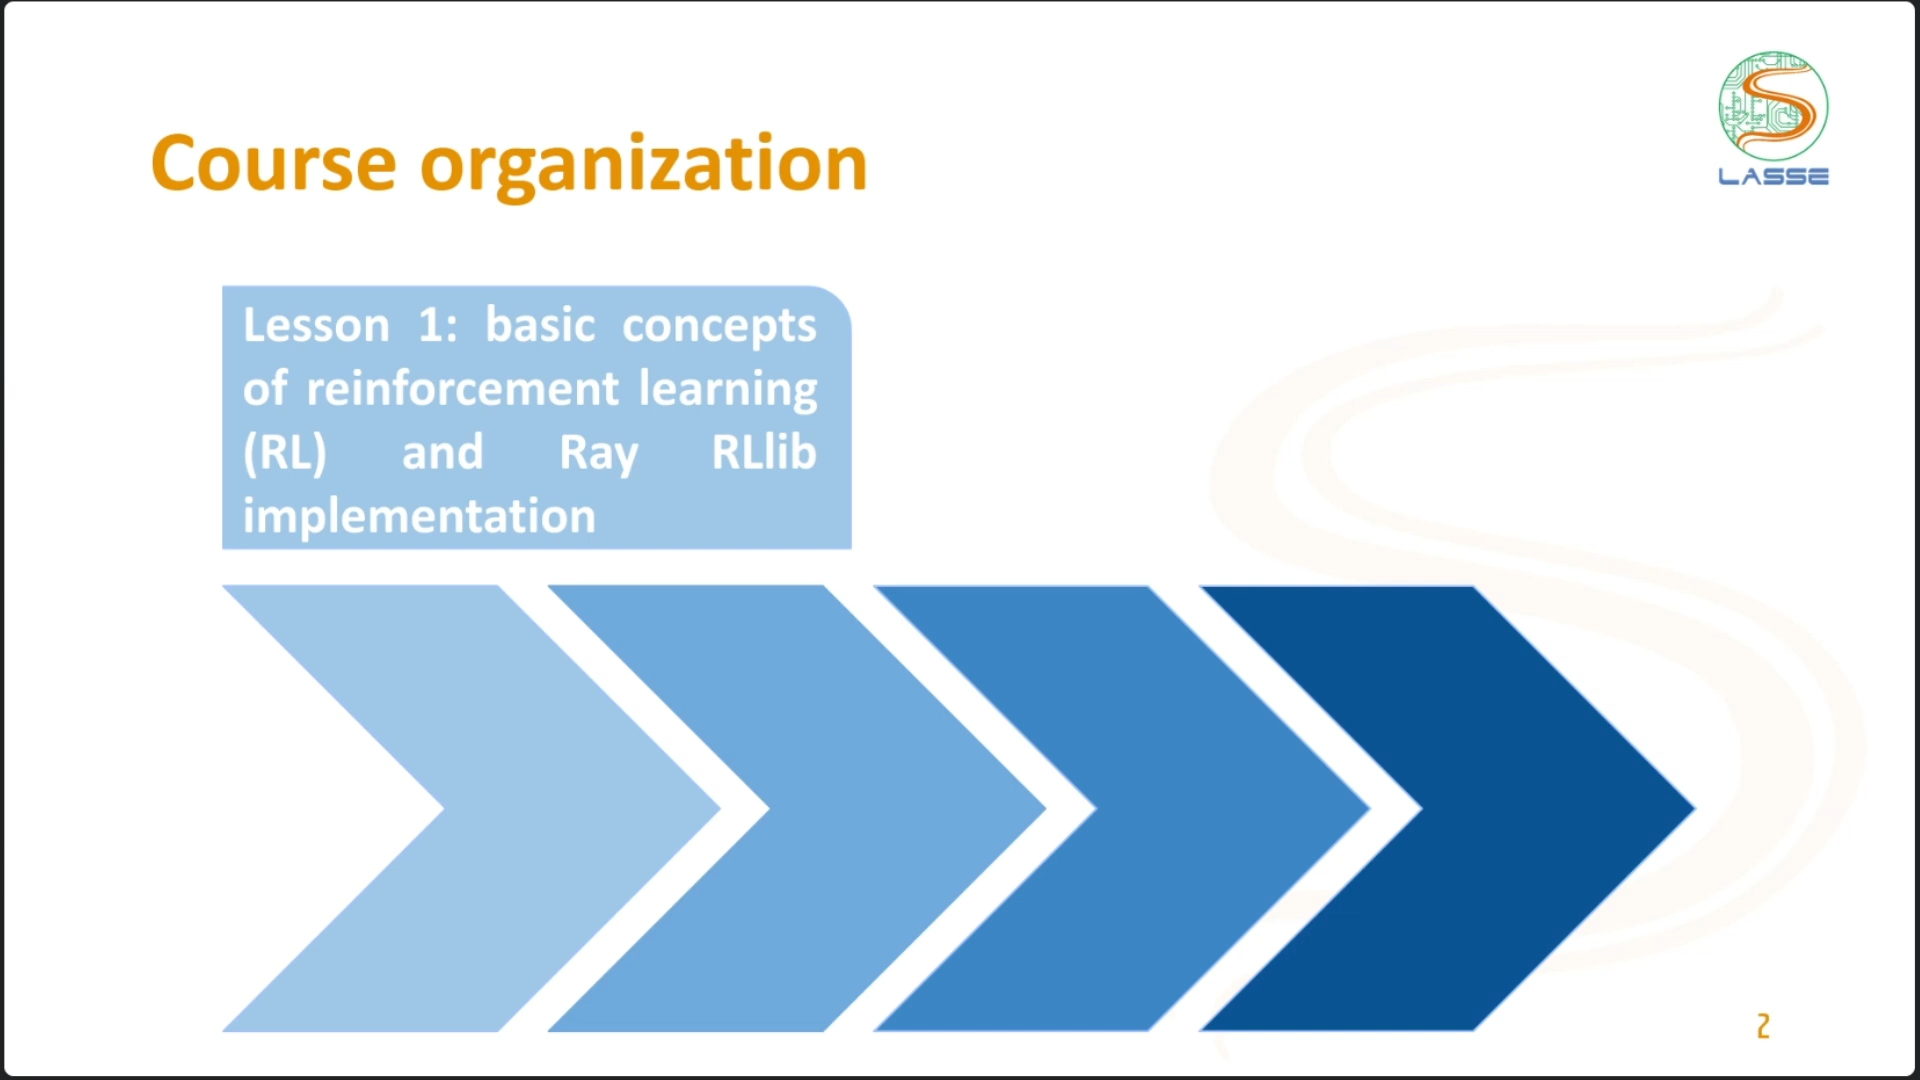 LASSE
Course organization
Lesson 1: basic concepts
of reinforcement learning
(RL) and Ray RLlib
implementation
2